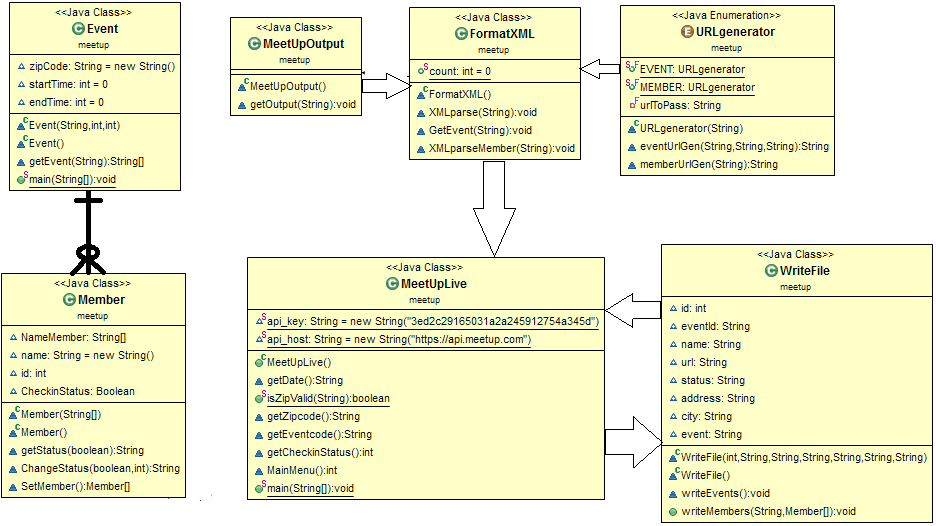 <<Java Class>>
Event
meetup
zipCode: String = new String()
startTime: int = 0
endTime: int = 0
Event(String,int,int)
Event()
getEvent(String):String[]
main(String[]):void
<<Java Class>>
MeetUpOutput
meetup
MeetUpOutput()
getOutput(String):void
<<Java Class>>
FormatXML
meetup
count: int = 0
FormatXML()
XMLparse(String):void
GetEvent(String):void
XMLparseMember(String):void
<<Java Enumeration>>
URLgenerator
meetup
EVENT: URLgenerator
MEMBER: URLgenerator
urlToPass: String
URLgenerator(String)
eventUrlGen(String,String,String):String
memberUrlGen(String):String
<<Java Class>>
Member
meetup
NameMember: String[]
name: String = new String()
id: int
CheckinStatus: Boolean
Member(String[])
Member()
getStatus(boolean):String
ChangeStatus(boolean,int):String
SetMember():Member[]
<<Java Class>>
MeetUpLive
meetup
api_key: String = new String("3ed2c29165031a2a245912754a345d")
api_host: String = new String("https://api.meetup.com")
MeetUpLive()
getDate():String
isZipValid(String):boolean
getZipcode():String
getEventcode():String
getCheckinStatus():int
MainMenu():int
main(String[]):void
<<Java Class>>
WriteFile
meetup
id: int
eventId: String
name: String
url: String
status: String
address: String
city: String
event: String
WriteFile(int,String,String,String,String,String,String)
WriteFile()
writeEvents():void
writeMembers(String,Member[]):void